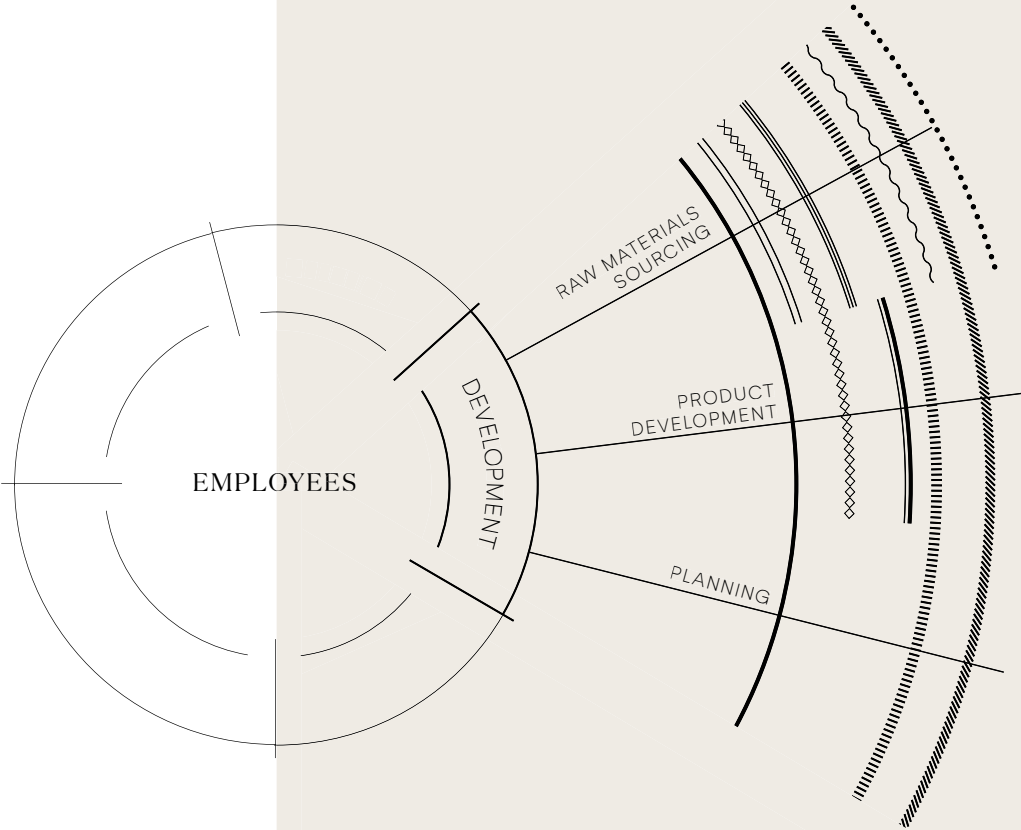 RAW MATERIALS
SOURCING
PRODUCT
DEVELOPMENT
DEVELOPMENT
EMPLOYEES
PLANNING